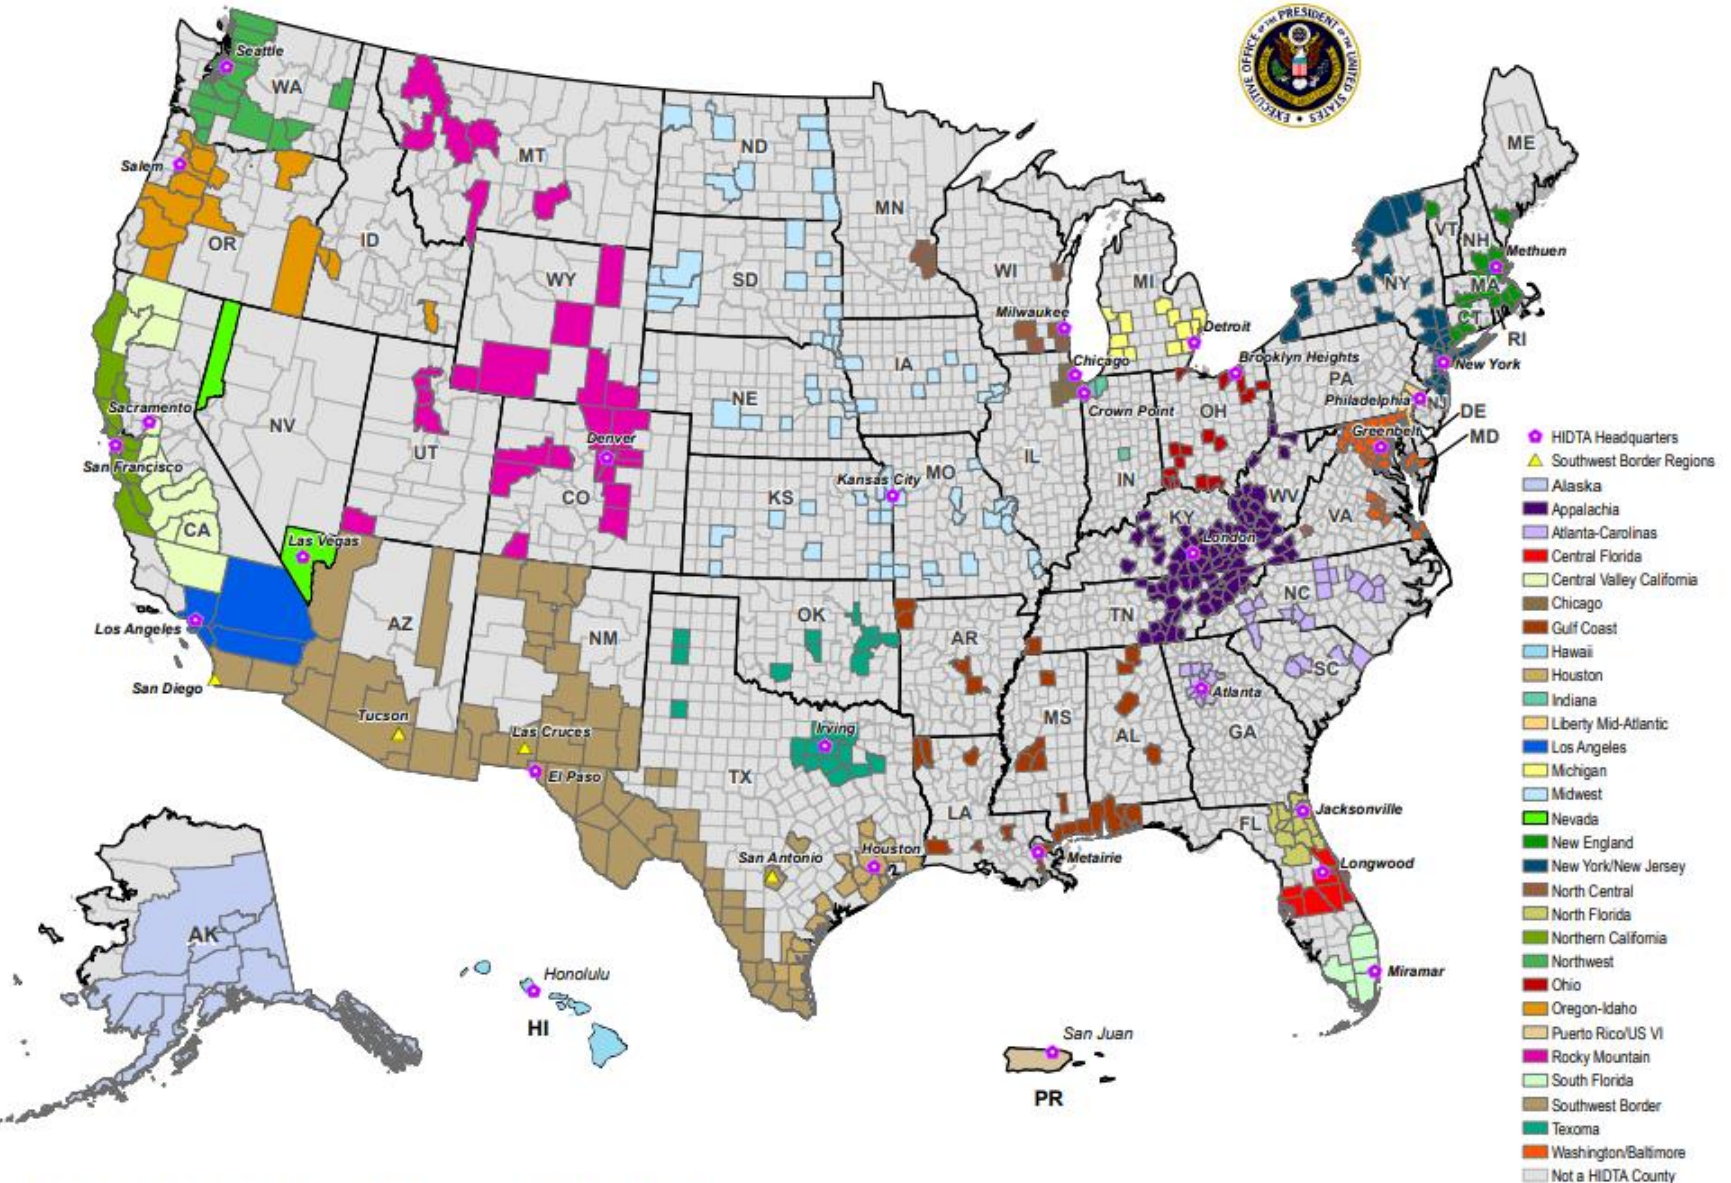 EXECUTIVE OFFICE OF THE PRESIDENT OF THE UNITED STATES
Seattle
WA
Salem
OR
ID
MT
ND
MN
WI
MI
ME
VT
NH
Methuen
MA
NY
CT
RI
WY
SD
Milwaukee
Detroit
Chicago
Brooklyn Heights
New York
PA
Philadelphia
NJ
DE
MD
Greenbelt
Crown Point
OH
IA
NE
NV
UT
Sacramento
San Francisco
CA
Denver
CO
KS
Kansas City
MO
IL
IN
WV
VA
KY
London
Las Vegas
Los Angeles
AZ
NM
OK
AR
TN
NC
SC
San Diego
Tucson
Las Cruces
El Paso
Irving
TX
MS
AL
Atlanta
GA
LA
San Antonio
Houston
Metairie
FL
Jacksonville
Longwood
Miramar
AK
Honolulu
HI
San Juan
PR
HIDTA Headquarters
Southwest Border Regions
Alaska
Appalachia
Atlanta-Carolinas
Central Florida
Central Valley California
Chicago
Gulf Coast
Hawaii
Houston
Indiana
Liberty Mid-Atlantic
Los Angeles
Michigan
Midwest
Nevada
New England
New York/New Jersey
North Central
North Florida
Northern California
Northwest
Ohio
Oregon-Idaho
Puerto Rico/US VI
Rocky Mountain
South Florida
Southwest Border
Texoma
Washington/Baltimore
Not a HIDTA County